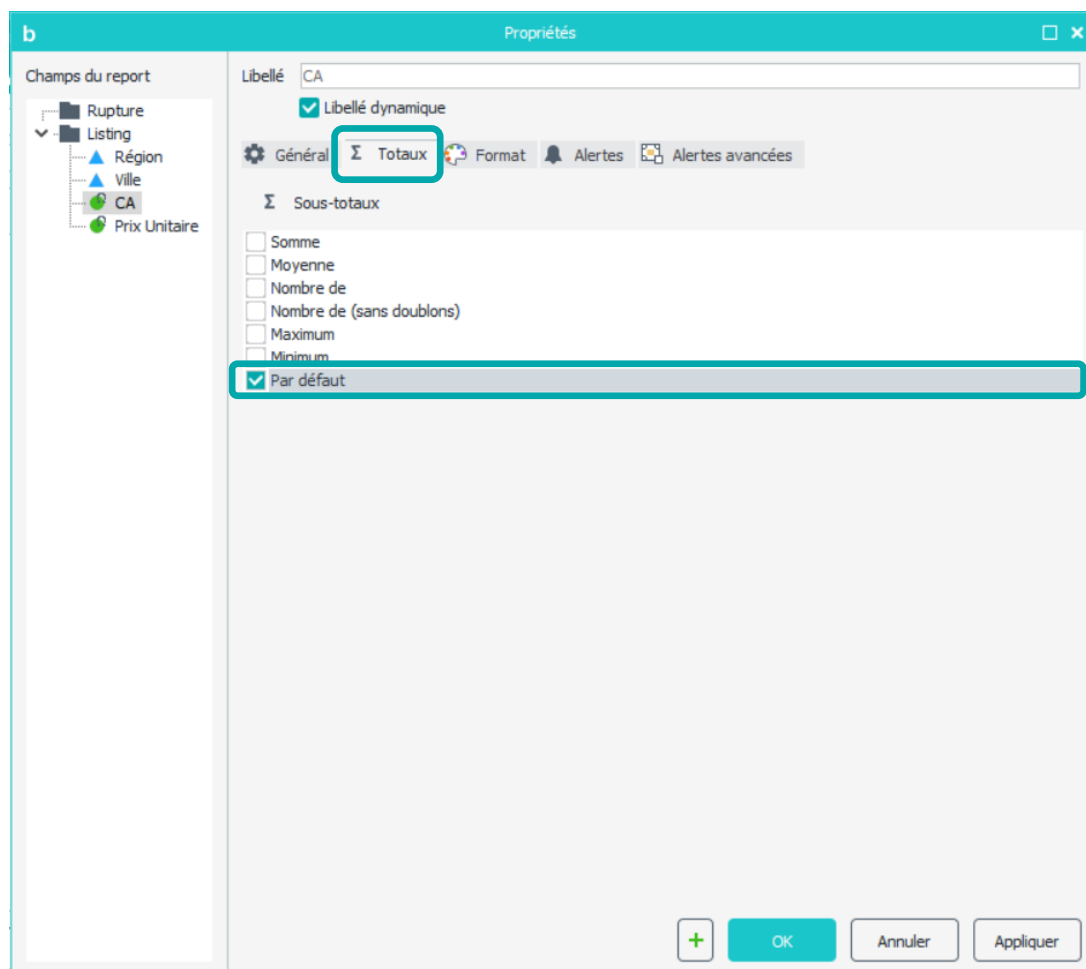 b Propriétés
Champs du report
Rupture
Listing
Région
Ville
CA
Prix Unitaire
Libellé CA
Libellé dynamique
Général Σ Totaux Format Alertes Alertes avancées
Σ Sous-totaux
Somme
Moyenne
Nombre de
Nombre de (sans doublons)
Maximum
Minimum
Par défaut
+ OK Annuler Appliquer